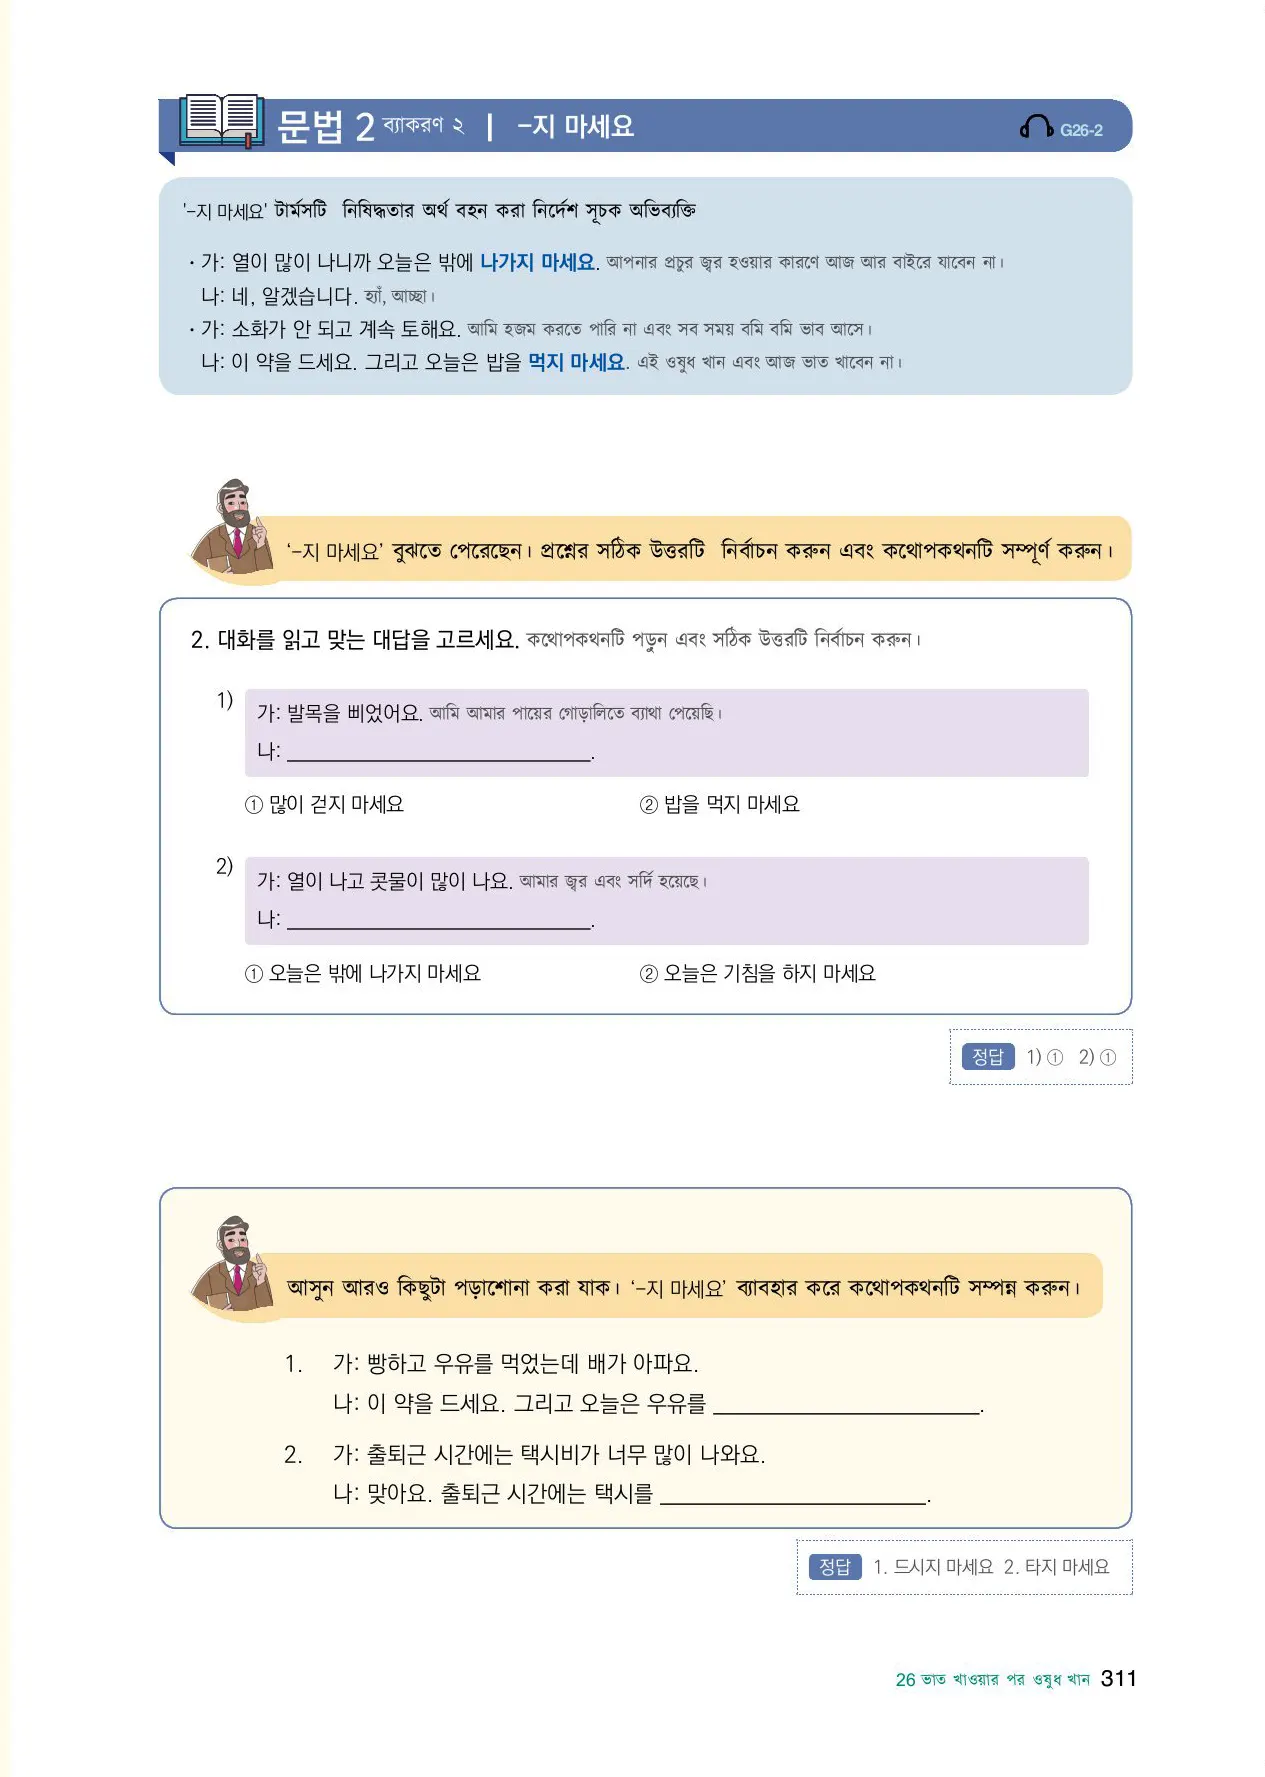 문법 2 ব্যাকরণ ২ | -지 마세요
G26-2
'-지 마세요' টার্মসটি নিষিদ্ধতার অর্থ বহন করা নির্দেশ সূচক অভিব্যক্তি
· 가: 열이 많이 나니까 오늘은 밖에 나가지 마세요. আপনার প্রচুর জ্বর হওয়ার কারণে আজ আর বাইরে যাবেন না।
나: 네, 알겠습니다. হ্যাঁ, আচ্ছা।
· 가: 소화가 안 되고 계속 토해요. আমি হজম করতে পারি না এবং সব সময় বমি বমি ভাব আসে।
나: 이 약을 드세요. 그리고 오늘은 밥을 먹지 마세요. এই ওষুধ খান এবং আজ ভাত খাবেন না।
'-지 마세요' বুঝতে পেরেছেন। প্রশ্নের সঠিক উত্তরটি নির্বাচন করুন এবং কথোপকথনটি সম্পূর্ণ করুন।
2. 대화를 읽고 맞는 대답을 고르세요. কথোপকথনটি পড়ুন এবং সঠিক উত্তরটি নির্বাচন করুন।
1)
가: 발목을 삐었어요. আমি আমার পায়ের গোড়ালিতে ব্যাথা পেয়েছি।
나: ______________________________.
① 많이 걷지 마세요 ② 밥을 먹지 마세요
2)
가: 열이 나고 콧물이 많이 나요. আমার জ্বর এবং সর্দি হয়েছে।
나: ______________________________.
① 오늘은 밖에 나가지 마세요 ② 오늘은 기침을 하지 마세요
정답 1) ① 2) ①
আসুন আরও কিছুটা পড়াশোনা করা যাক। '-지 마세요' ব্যাবহার করে কথোপকথনটি সম্পন্ন করুন।
1. 가: 빵하고 우유를 먹었는데 배가 아파요.
나: 이 약을 드세요. 그리고 오늘은 우유를 __________________________.
2. 가: 출퇴근 시간에는 택시비가 너무 많이 나와요.
나: 맞아요. 출퇴근 시간에는 택시를 __________________________.
정답 1. 드시지 마세요 2. 타지 마세요
26 ভাত খাওয়ার পর ওষুধ খান 311